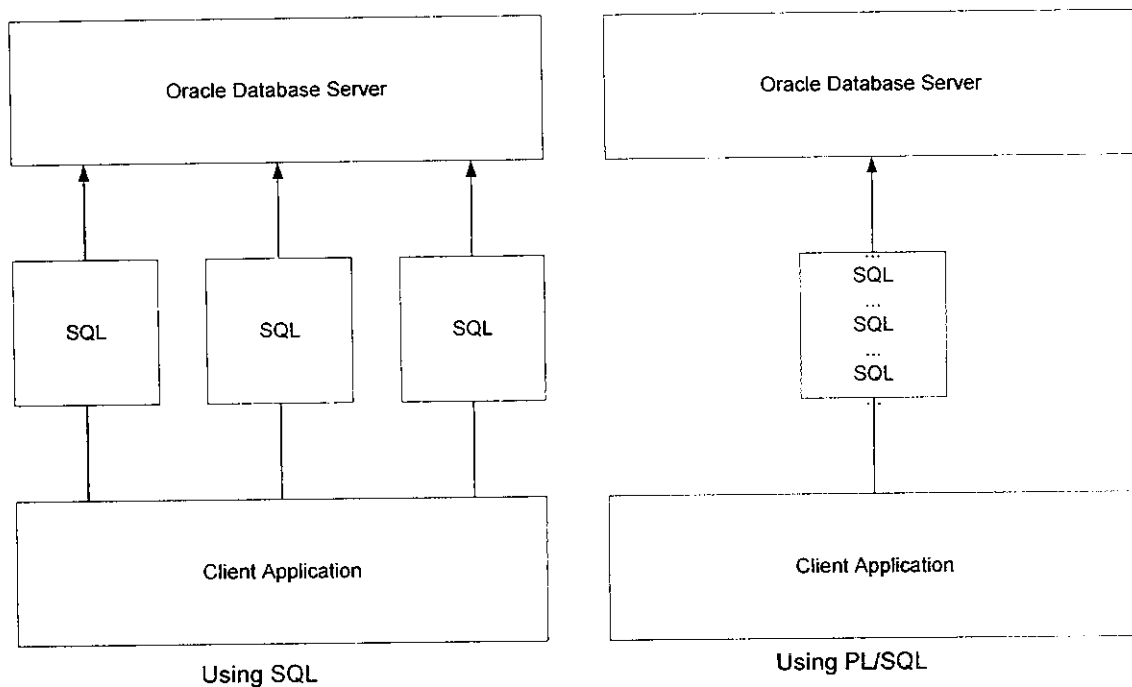 Oracle Database Server
Oracle Database Server
SQL
SQL
SQL
...
SQL
...
SQL
...
SQL
...
Client Application
Client Application
Using SQL
Using PL/SQL